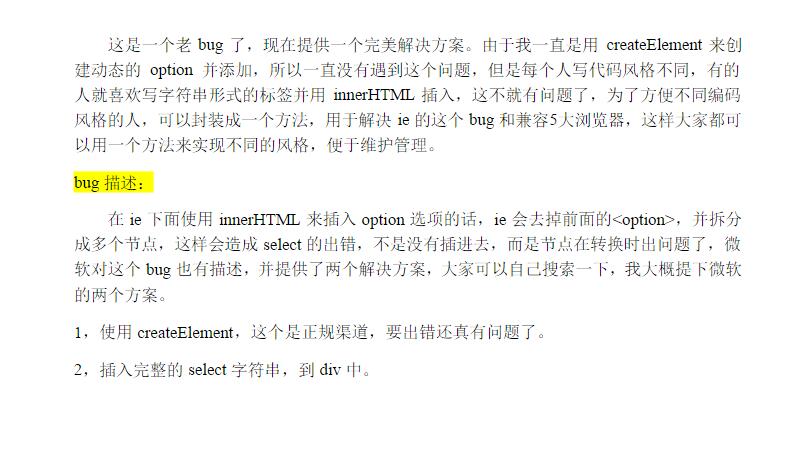 这是一个老 bug 了，现在提供一个完美解决方案。由于我一直是用 createElement 来创
建动态的 option 并添加，所以一直没有遇到这个问题，但是每个人写代码风格不同，有的
人就喜欢写字符串形式的标签并用 innerHTML 插入，这不就有问题了，为了方便不同编码
风格的人，可以封装成一个方法，用于解决 ie 的这个 bug 和兼容5大浏览器，这样大家都可
以用一个方法来实现不同的风格，便于维护管理。
bug 描述：
在 ie 下面使用 innerHTML 来插入 option 选项的话，ie 会去掉前面的<option>，并拆分
成多个节点，这样会造成 select 的出错，不是没有插进去，而是节点在转换时出问题了，微
软对这个 bug 也有描述，并提供了两个解决方案，大家可以自己搜索一下，我大概提下微软
的两个方案。
1，使用 createElement，这个是正规渠道，要出错还真有问题了。
2，插入完整的 select 字符串，到 div 中。